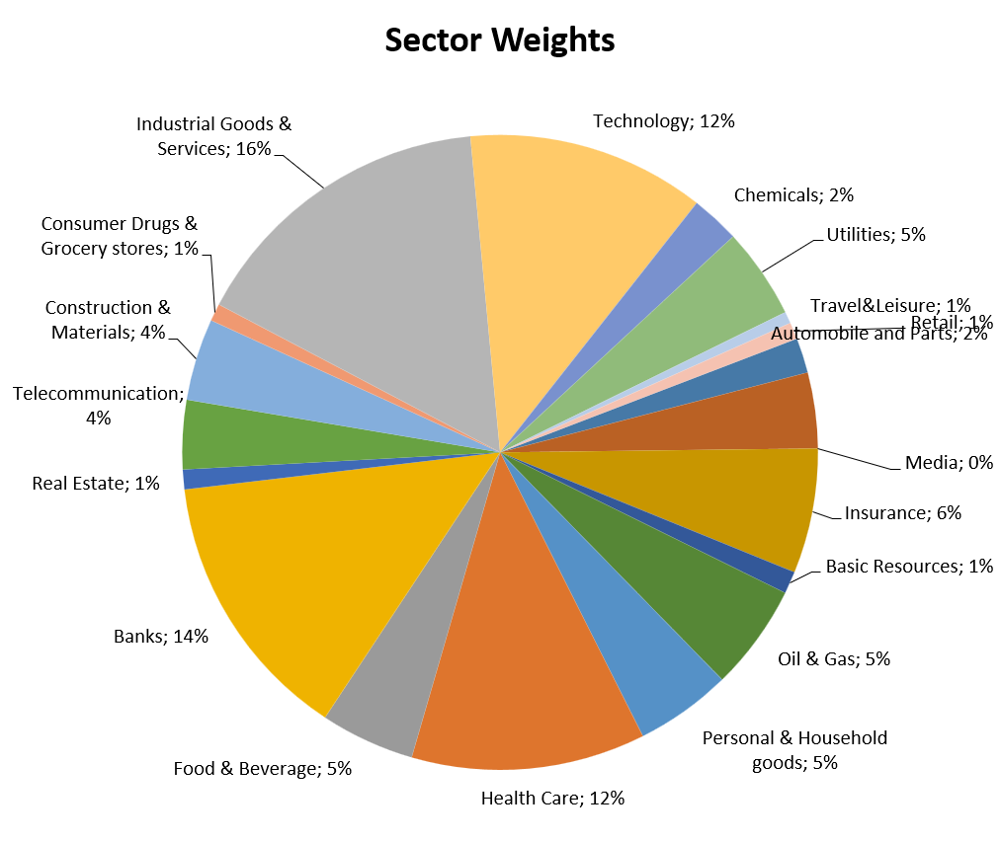 Sector Weights
Technology; 12%
Chemicals; 2%
Utilities; 5%
Travel&Leisure; 1%
Retail; 1%
Automobile and Parts; 2%
Media; 0%
Insurance; 6%
Basic Resources; 1%
Oil & Gas; 5%
Personal & Household
goods; 5%
Health Care; 12%
Food & Beverage; 5%
Banks; 14%
Real Estate; 1%
Telecommunication;
4%
Construction &
Materials; 4%
Consumer Drugs &
Grocery stores; 1%
Industrial Goods &
Services; 16%